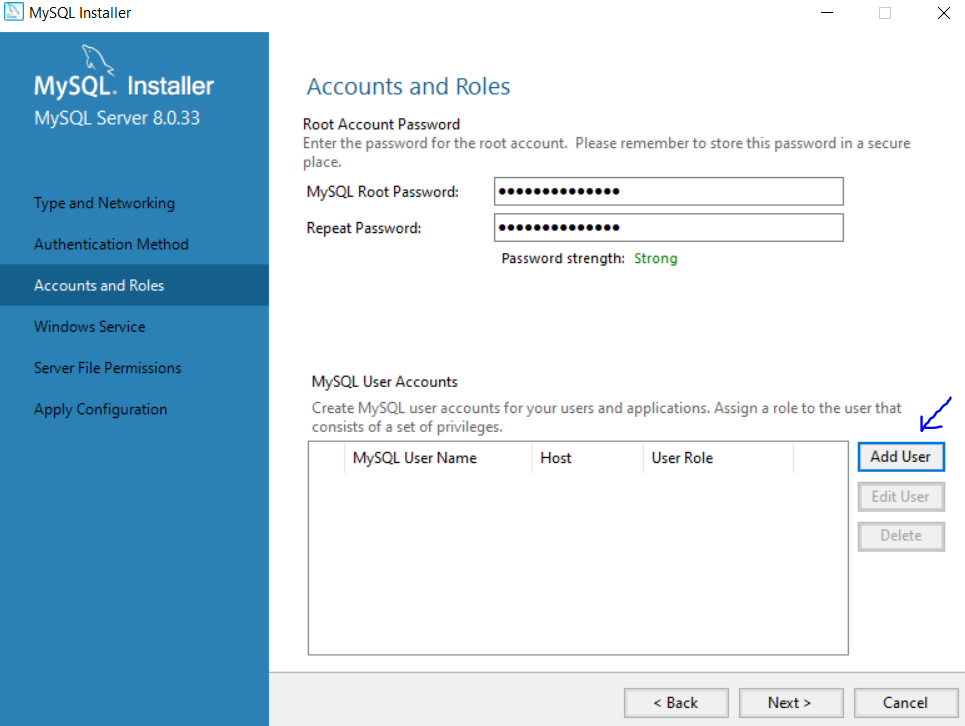 MySQL Installer
MySQL. Installer
MySQL Server 8.0.33
Type and Networking
Authentication Method
Accounts and Roles
Windows Service
Server File Permissions
Apply Configuration
Accounts and Roles
Root Account Password
Enter the password for the root account. Please remember to store this password in a secure
place.
MySQL Root Password: ●●●●●●●●●●●●●●
Repeat Password: ●●●●●●●●●●●●●●
Password strength: Strong
MySQL User Accounts
Create MySQL user accounts for your users and applications. Assign a role to the user that
consists of a set of privileges.
MySQL User Name Host User Role
Add User
Edit User
Delete
< Back Next > Cancel